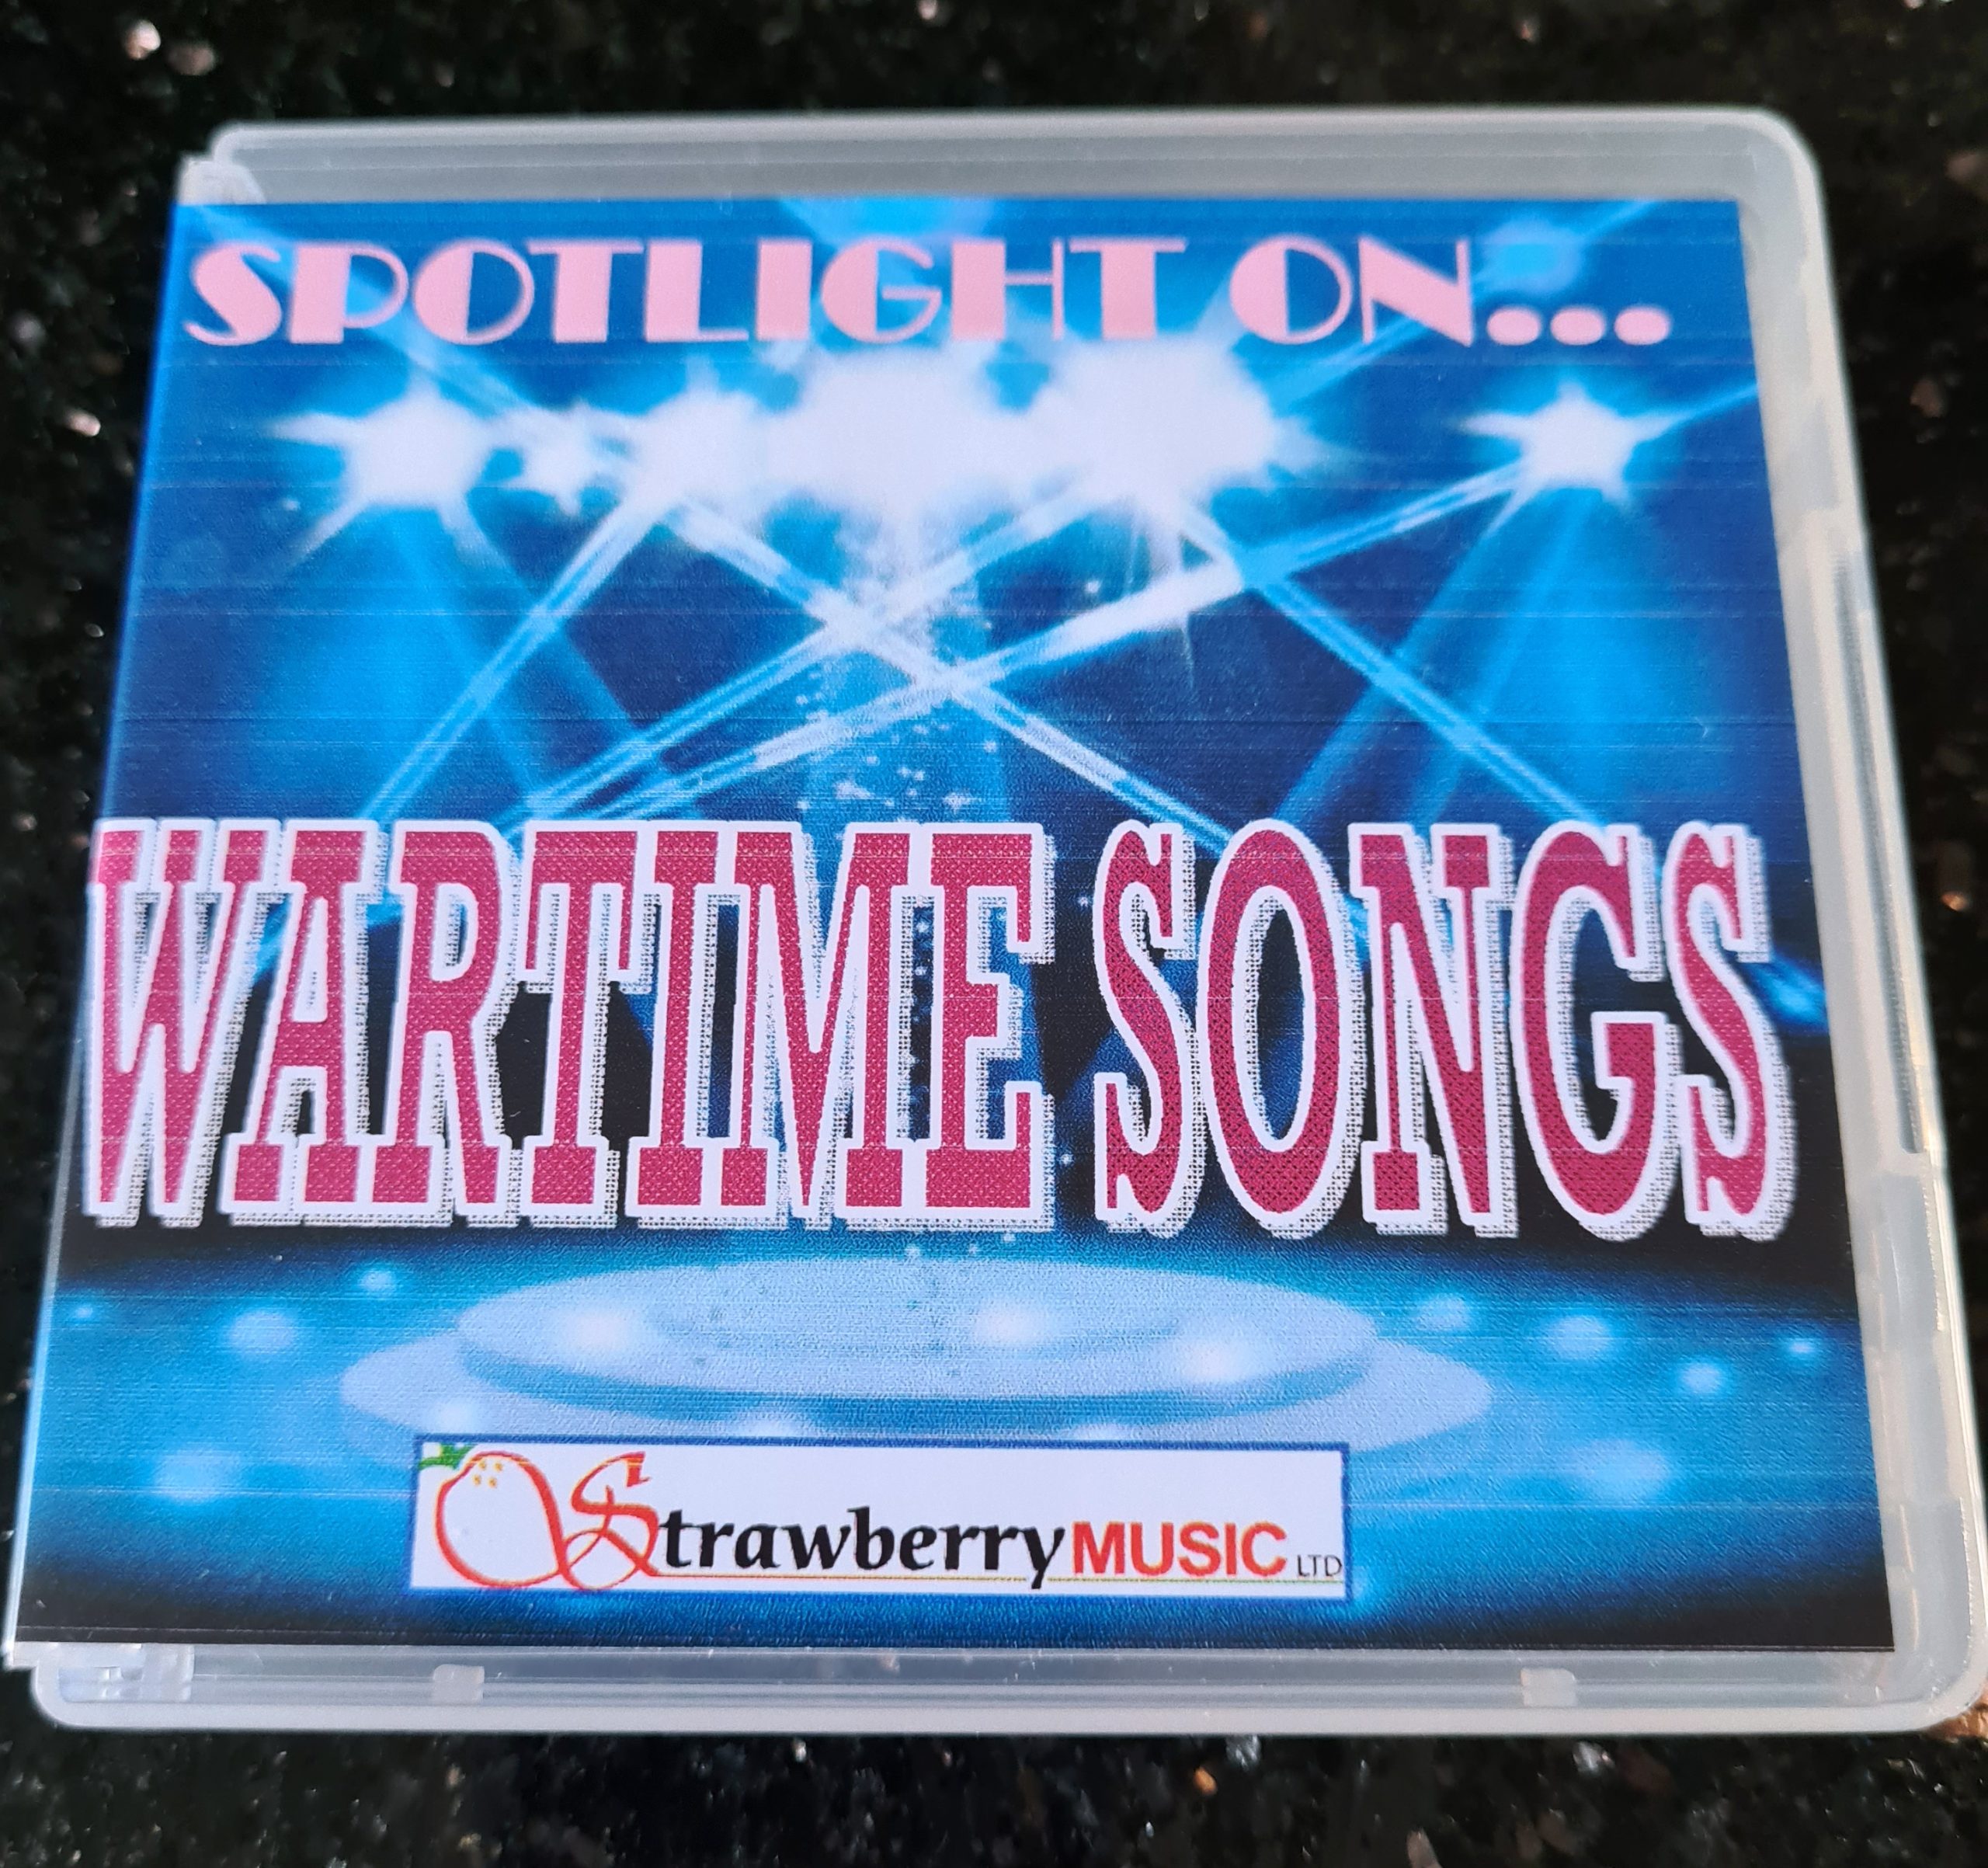 SPOTLIGHT ON...
WARTIME SONGS
Strawberry MUSIC LTD